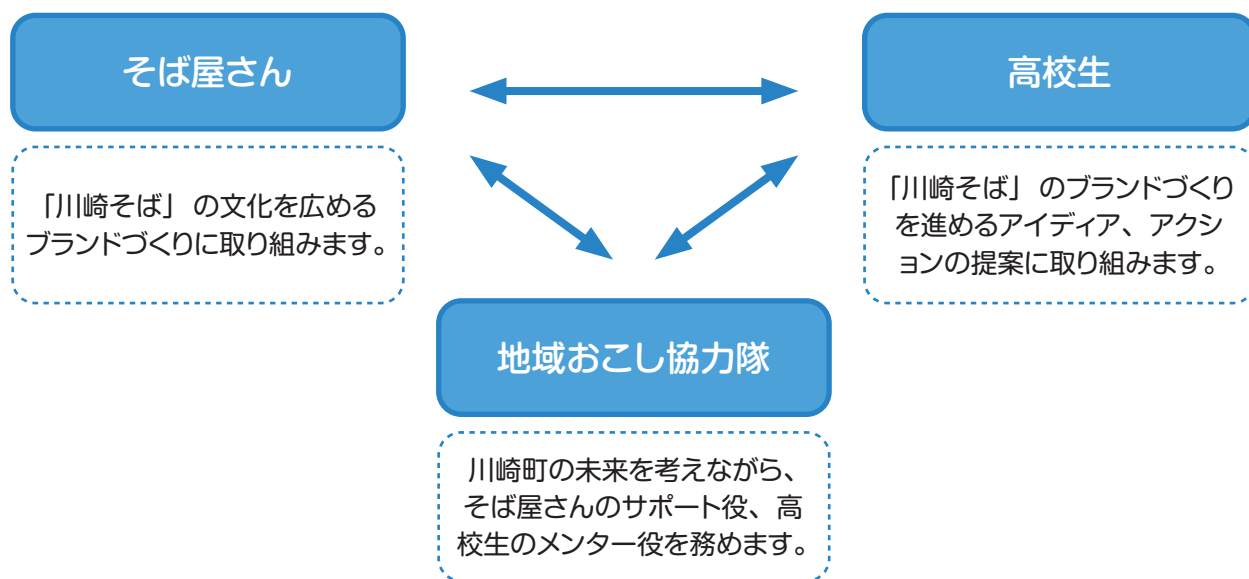 そば屋さん
「川崎そば」の文化を広める
ブランドづくりに取り組みます。
高校生
「川崎そば」のブランドづくり
を進めるアイディア、アクシ
ョンの提案に取り組みます。
地域おこし協力隊
川崎町の未来を考えながら、
そば屋さんのサポート役、高
校生のメンター役を務めます。